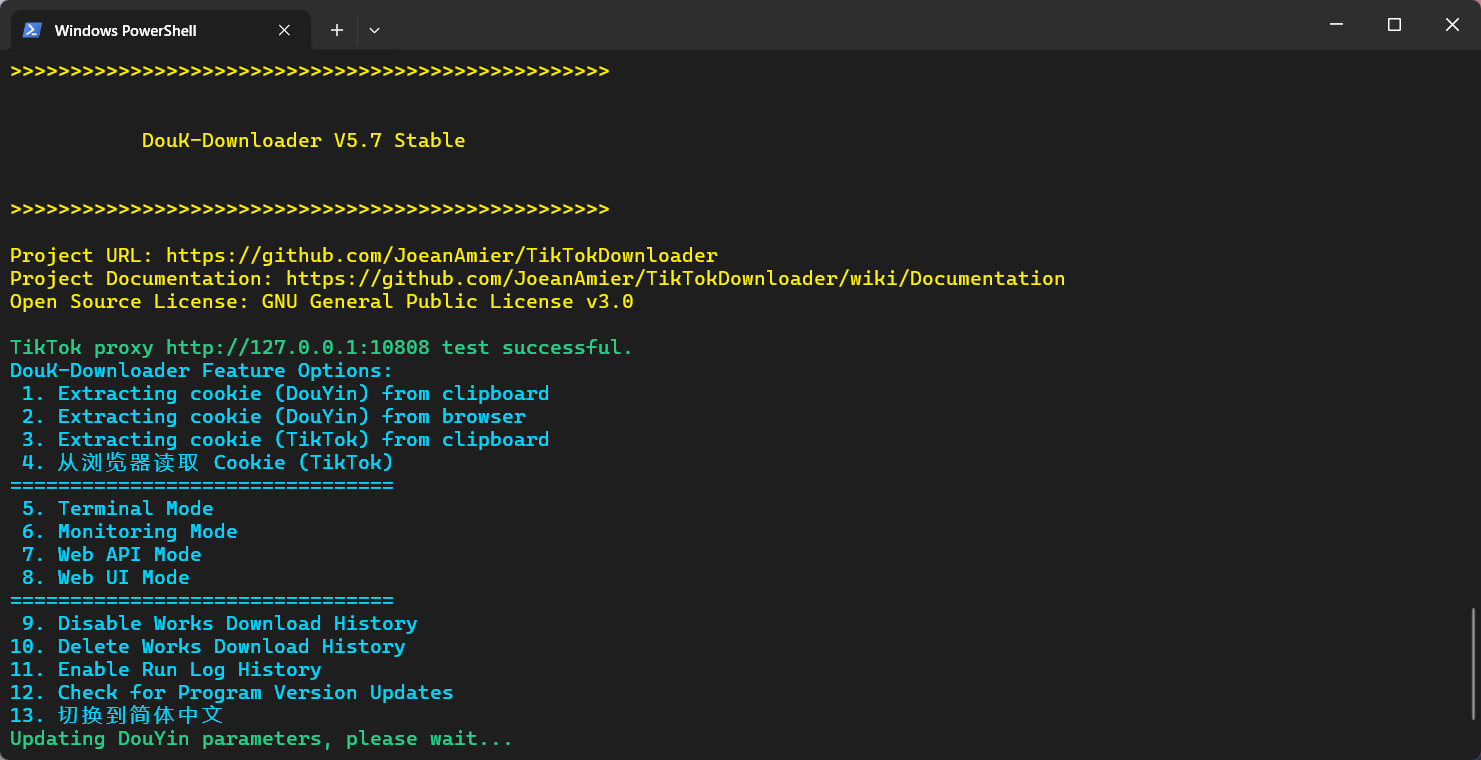 Windows PowerShell
>>>>>>>>>>>>>>>>>>>>>>>>>>>>>>>>>>>>>>>>>>>>>>>>>>
DouK-Downloader V5.7 Stable
>>>>>>>>>>>>>>>>>>>>>>>>>>>>>>>>>>>>>>>>>>>>>>>>>>
Project URL: https://github.com/JoeanAmier/TikTokDownloader
Project Documentation: https://github.com/JoeanAmier/TikTokDownloader/wiki/Documentation
Open Source License: GNU General Public License v3.0
TikTok proxy http://127.0.0.1:10808 test successful.
DouK-Downloader Feature Options:
1. Extracting cookie (DouYin) from clipboard
2. Extracting cookie (DouYin) from browser
3. Extracting cookie (TikTok) from clipboard
4. 从浏览器读取 Cookie (TikTok)
================================
5. Terminal Mode
6. Monitoring Mode
7. Web API Mode
8. Web UI Mode
================================
9. Disable Works Download History
10. Delete Works Download History
11. Enable Run Log History
12. Check for Program Version Updates
13. 切换到简体中文
Updating DouYin parameters, please wait...